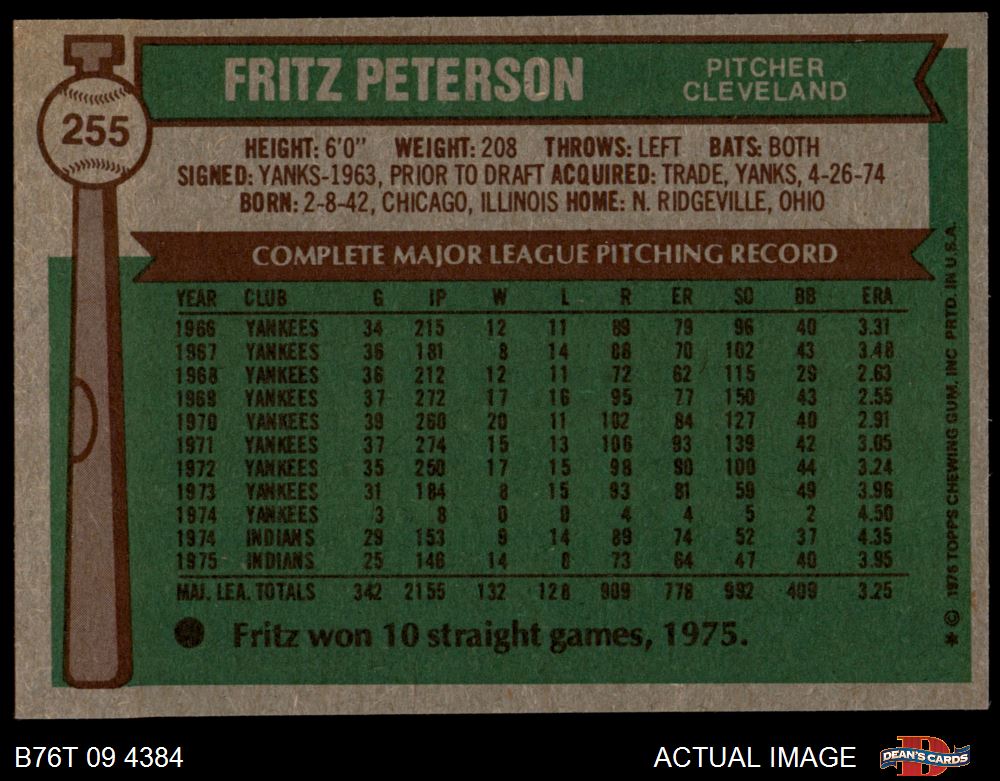 FRITZ PETERSON
PITCHER
CLEVELAND
255
HEIGHT: 6'0" WEIGHT: 208 THROWS: LEFT BATS: BOTH
SIGNED: YANKS-1963, PRIOR TO DRAFT ACQUIRED: TRADE, YANKS, 4-26-74
BORN: 2-8-42, CHICAGO, ILLINOIS HOME: N. RIDGEVILLE, OHIO
COMPLETE MAJOR LEAGUE PITCHING RECORD
YEAR CLUB G IP W L R ER SO BB ERA
1966 YANKEES 34 215 12 11 89 79 96 40 3.31
1967 YANKEES 36 181 8 14 88 70 102 43 3.48
1968 YANKEES 36 212 12 11 72 62 115 29 2.63
1969 YANKEES 37 272 17 16 95 77 150 43 2.55
1970 YANKEES 39 260 20 11 102 84 127 40 2.91
1971 YANKEES 37 274 15 13 106 93 139 42 3.05
1972 YANKEES 35 250 17 15 98 90 100 44 3.24
1973 YANKEES 31 184 8 15 93 81 59 49 3.96
1974 YANKEES 3 8 0 0 4 4 5 2 4.50
1974 INDIANS 29 153 9 14 89 74 52 37 4.35
1975 INDIANS 25 146 14 8 73 64 47 40 3.95
MAJ. LEA. TOTALS 342 2155 132 128 909 778 992 409 3.25
Fritz won 10 straight games, 1975.
* © 1976 TOPPS CHEWING GUM, INC PRTD. IN U.S.A.
B76T 09 4384
ACTUAL IMAGE
D
DEAN'S CARDS